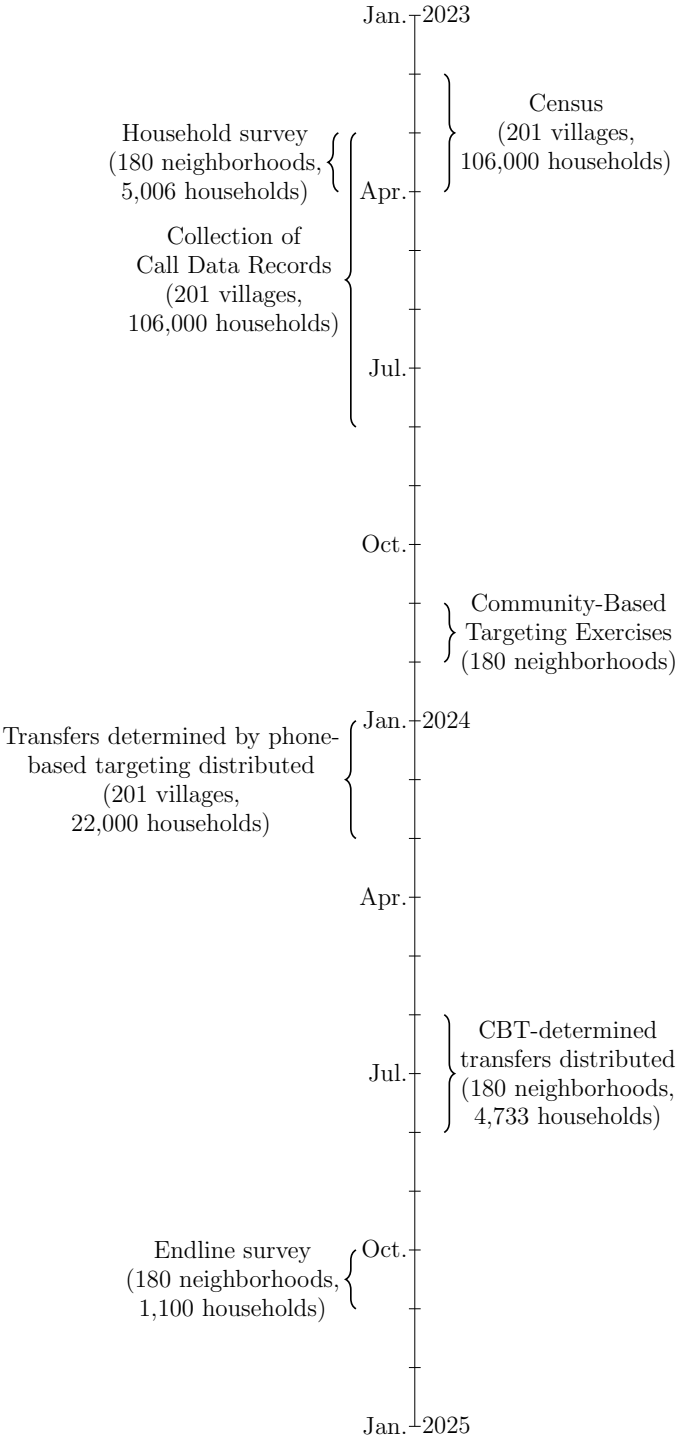 Jan. 2023
Census
(201 villages,
106,000 households)
Household survey
(180 neighborhoods,
5,006 households)
Apr.
Collection of
Call Data Records
(201 villages,
106,000 households)
Jul.
Oct.
Community-Based
Targeting Exercises
(180 neighborhoods)
Jan. 2024
Transfers determined by phone-
based targeting distributed
(201 villages,
22,000 households)
Apr.
CBT-determined
transfers distributed
(180 neighborhoods,
4,733 households)
Jul.
Oct.
Endline survey
(180 neighborhoods,
1,100 households)
Jan. 2025